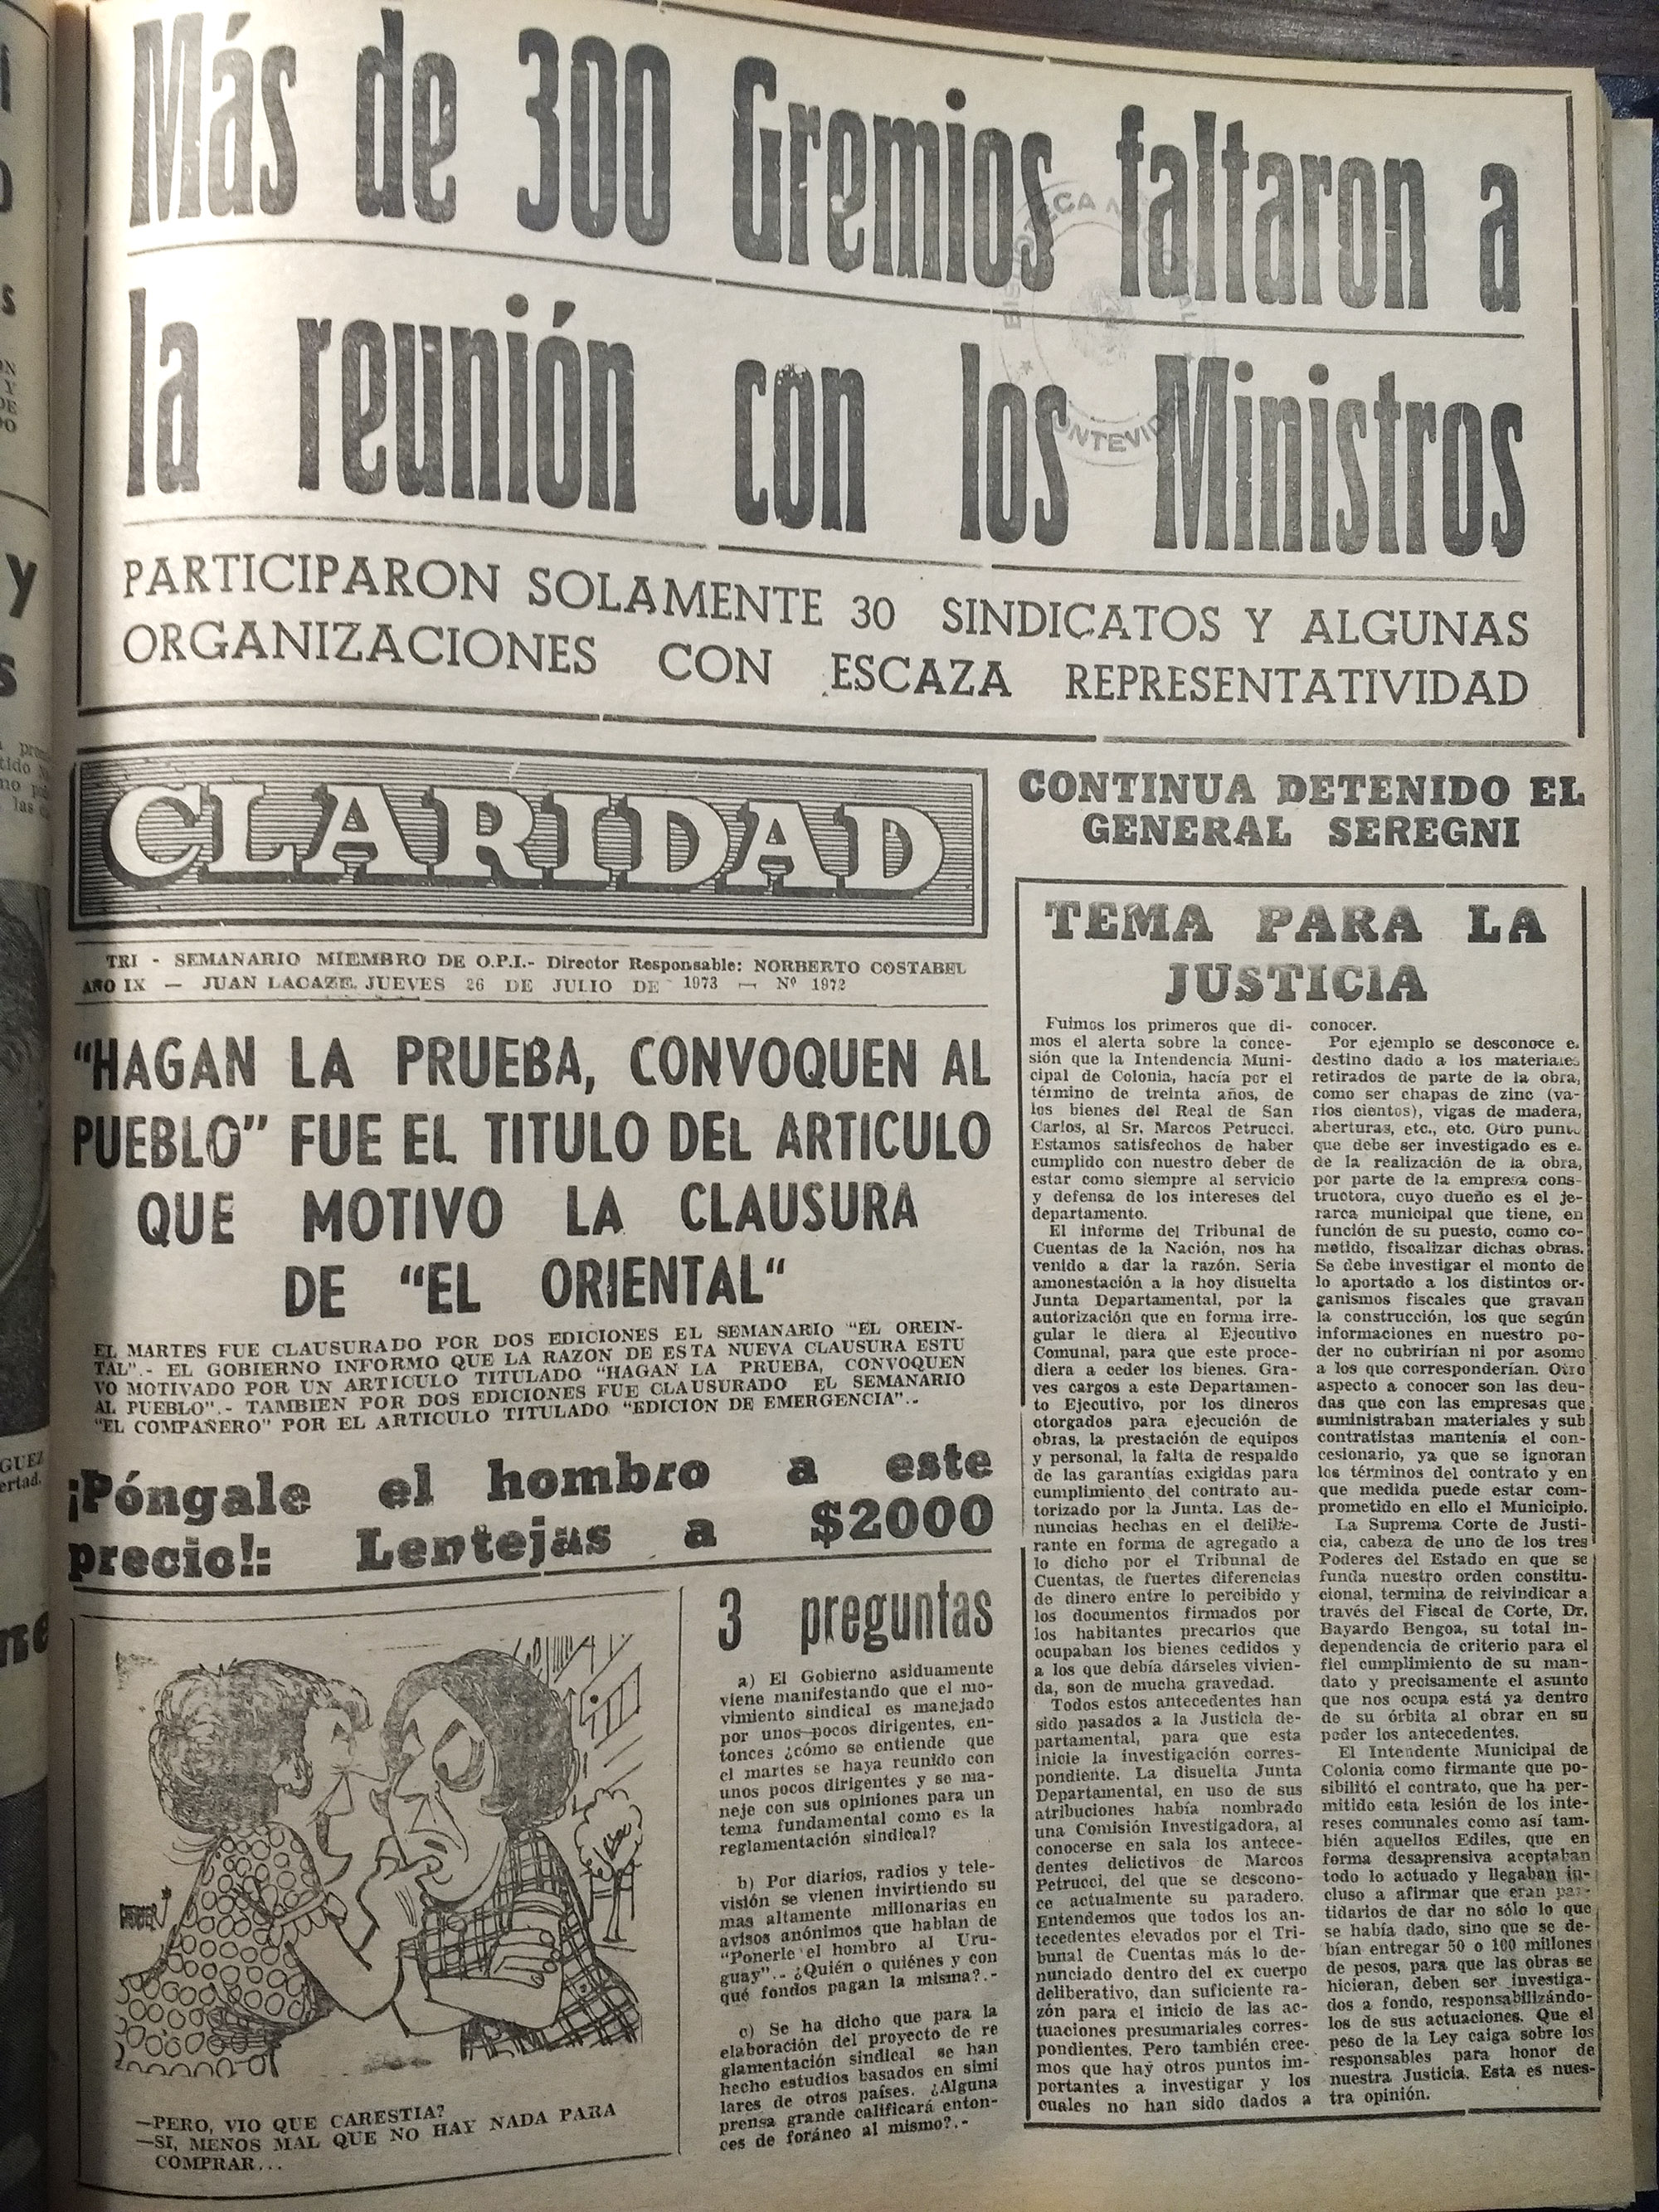 Más de 300 Gremios faltaron a
la reunión con los Ministros
PARTICIPARON SOLAMENTE 30 SINDICATOS Y ALGUNAS
ORGANIZACIONES CON ESCAZA REPRESENTATIVIDAD
CLARIDAD
TRI - SEMANARIO MIEMBRO DE O.P.I.- Director Responsable: NORBERTO COSTABEL
AÑO IX — JUAN LACAZE, JUEVES 26 DE JULIO DE 1973 — Nº 1972
"HAGAN LA PRUEBA, CONVOQUEN AL
PUEBLO" FUE EL TITULO DEL ARTICULO
QUE MOTIVO LA CLAUSURA
DE "EL ORIENTAL"
EL MARTES FUE CLAUSURADO POR DOS EDICIONES EL SEMANARIO "EL OREIN-
TAL".- EL GOBIERNO INFORMO QUE LA RAZON DE ESTA NUEVA CLAUSURA ESTU
VO MOTIVADO POR UN ARTICULO TITULADO "HAGAN LA PRUEBA, CONVOQUEN
AL PUEBLO".- TAMBIEN POR DOS EDICIONES FUE CLAUSURADO EL SEMANARIO
"EL COMPAÑERO" POR EL ARTICULO TITULADO "EDICION DE EMERGENCIA".-
¡Póngale el hombro a este
precio!: Lentejas a $2000
—PERO, VIO QUE CARESTIA?
—SI, MENOS MAL QUE NO HAY NADA PARA
COMPRAR...
3 preguntas
a) El Gobierno asiduamente
viene manifestando que el mo-
vimiento sindical es manejado
por unos pocos dirigentes, en-
tonces ¿cómo se entiende que
el martes se haya reunido con
unos pocos dirigentes y se ma-
neje con sus opiniones para un
tema fundamental como es la
reglamentación sindical?
b) Por diarios, radios y tele-
visión se vienen invirtiendo su
mas altamente millonarias en
avisos anónimos que hablan de
"Ponerle el hombro al Uru-
guay".- ¿Quién o quiénes y con
qué fondos pagan la misma?.-
c) Se ha dicho que para la
elaboración del proyecto de re
glamentación sindical se han
hecho estudios basados en simi
lares de otros países. ¿Alguna
prensa grande calificará enton-
ces de foráneo al mismo?.-
CONTINUA DETENIDO EL
GENERAL SEREGNI
TEMA PARA LA
JUSTICIA
Fuimos los primeros que di-
mos el alerta sobre la conce-
sión que la Intendencia Muni-
cipal de Colonia, hacía por el
término de treinta años, de
los bienes del Real de San
Carlos, al Sr. Marcos Petrucci.
Estamos satisfechos de haber
cumplido con nuestro deber de
estar como siempre al servicio
y defensa de los intereses del
departamento.
El informe del Tribunal de
Cuentas de la Nación, nos ha
venido a dar la razón. Seria
amonestación a la hoy disuelta
Junta Departamental, por la
autorización que en forma irre-
gular le diera al Ejecutivo
Comunal, para que este proce-
diera a ceder los bienes. Gra-
ves cargos a este Departamen-
to Ejecutivo, por los dineros
otorgados para ejecución de
obras, la prestación de equipos
y personal, la falta de respaldo
de las garantías exigidas para
cumplimiento del contrato au-
torizado por la Junta. Las de-
nuncias hechas en el delibe-
rante en forma de agregado a
lo dicho por el Tribunal de
Cuentas, de fuertes diferencias
de dinero entre lo percibido y
los documentos firmados por
los habitantes precarios que
ocupaban los bienes cedidos y
a los que debía dárseles vivien-
da, son de mucha gravedad.
Todos estos antecedentes han
sido pasados a la Justicia de-
partamental, para que esta
inicie la investigación corres-
pondiente. La disuelta Junta
Departamental, en uso de sus
atribuciones había nombrado
una Comisión Investigadora, al
conocerse en sala los antece-
dentes delictivos de Marcos
Petrucci, del que se descono-
ce actualmente su paradero.
Entendemos que todos los an-
tecedentes elevados por el Tri-
bunal de Cuentas más lo de-
nunciado dentro del ex cuerpo
deliberativo, dan suficiente ra-
zón para el inicio de las ac-
tuaciones presumariales corres-
pondientes. Pero también cree-
mos que hay otros puntos im-
portantes a investigar y los
cuales no han sido dados a
conocer.
Por ejemplo se desconoce e.
destino dado a los materiales
retirados de parte de la obra,
como ser chapas de zinc (va-
rios cientos), vigas de madera,
aberturas, etc., etc. Otro punto
que debe ser investigado es e.
de la realización de la obra,
por parte de la empresa cons-
tructora, cuyo dueño es el je-
rarca municipal que tiene, en
función de su puesto, como co-
metido, fiscalizar dichas obras.
Se debe investigar el monto de
lo aportado a los distintos or-
ganismos fiscales que gravan
la construcción, los que según
informaciones en nuestro po-
der no cubrirían ni por asomo
a los que corresponderían. Otro
aspecto a conocer son las deu-
das que con las empresas que
suministraban materiales y sub
contratistas mantenía el con-
cesionario, ya que se ignoran
los términos del contrato y en
que medida puede estar com-
prometido en ello el Municipio.
La Suprema Corte de Justi-
cia, cabeza de uno de los tres
Poderes del Estado en que se
funda nuestro orden constitu-
cional, termina de reivindicar a
través del Fiscal de Corte, Dr.
Bayardo Bengoa, su total in-
dependencia de criterio para el
fiel cumplimiento de su man-
dato y precisamente el asunto
que nos ocupa está ya dentro
de su órbita al obrar en su
poder los antecedentes.
El Intendente Municipal de
Colonia como firmante que po-
sibilitó el contrato, que ha per-
mitido esta lesión de los inte-
reses comunales como así tam-
bién aquellos Ediles, que en
forma desaprensiva aceptaban
todo lo actuado y llegaban in-
cluso a afirmar que eran par-
tidarios de dar no sólo lo que
se había dado, sino que se de-
bían entregar 50 o 100 millones
de pesos, para que las obras se
hicieran, deben ser investiga-
dos a fondo, responsabilizándo-
los de sus actuaciones. Que el
peso de la Ley caiga sobre los
responsables para honor de
nuestra Justicia. Esta es nues-
tra opinión.